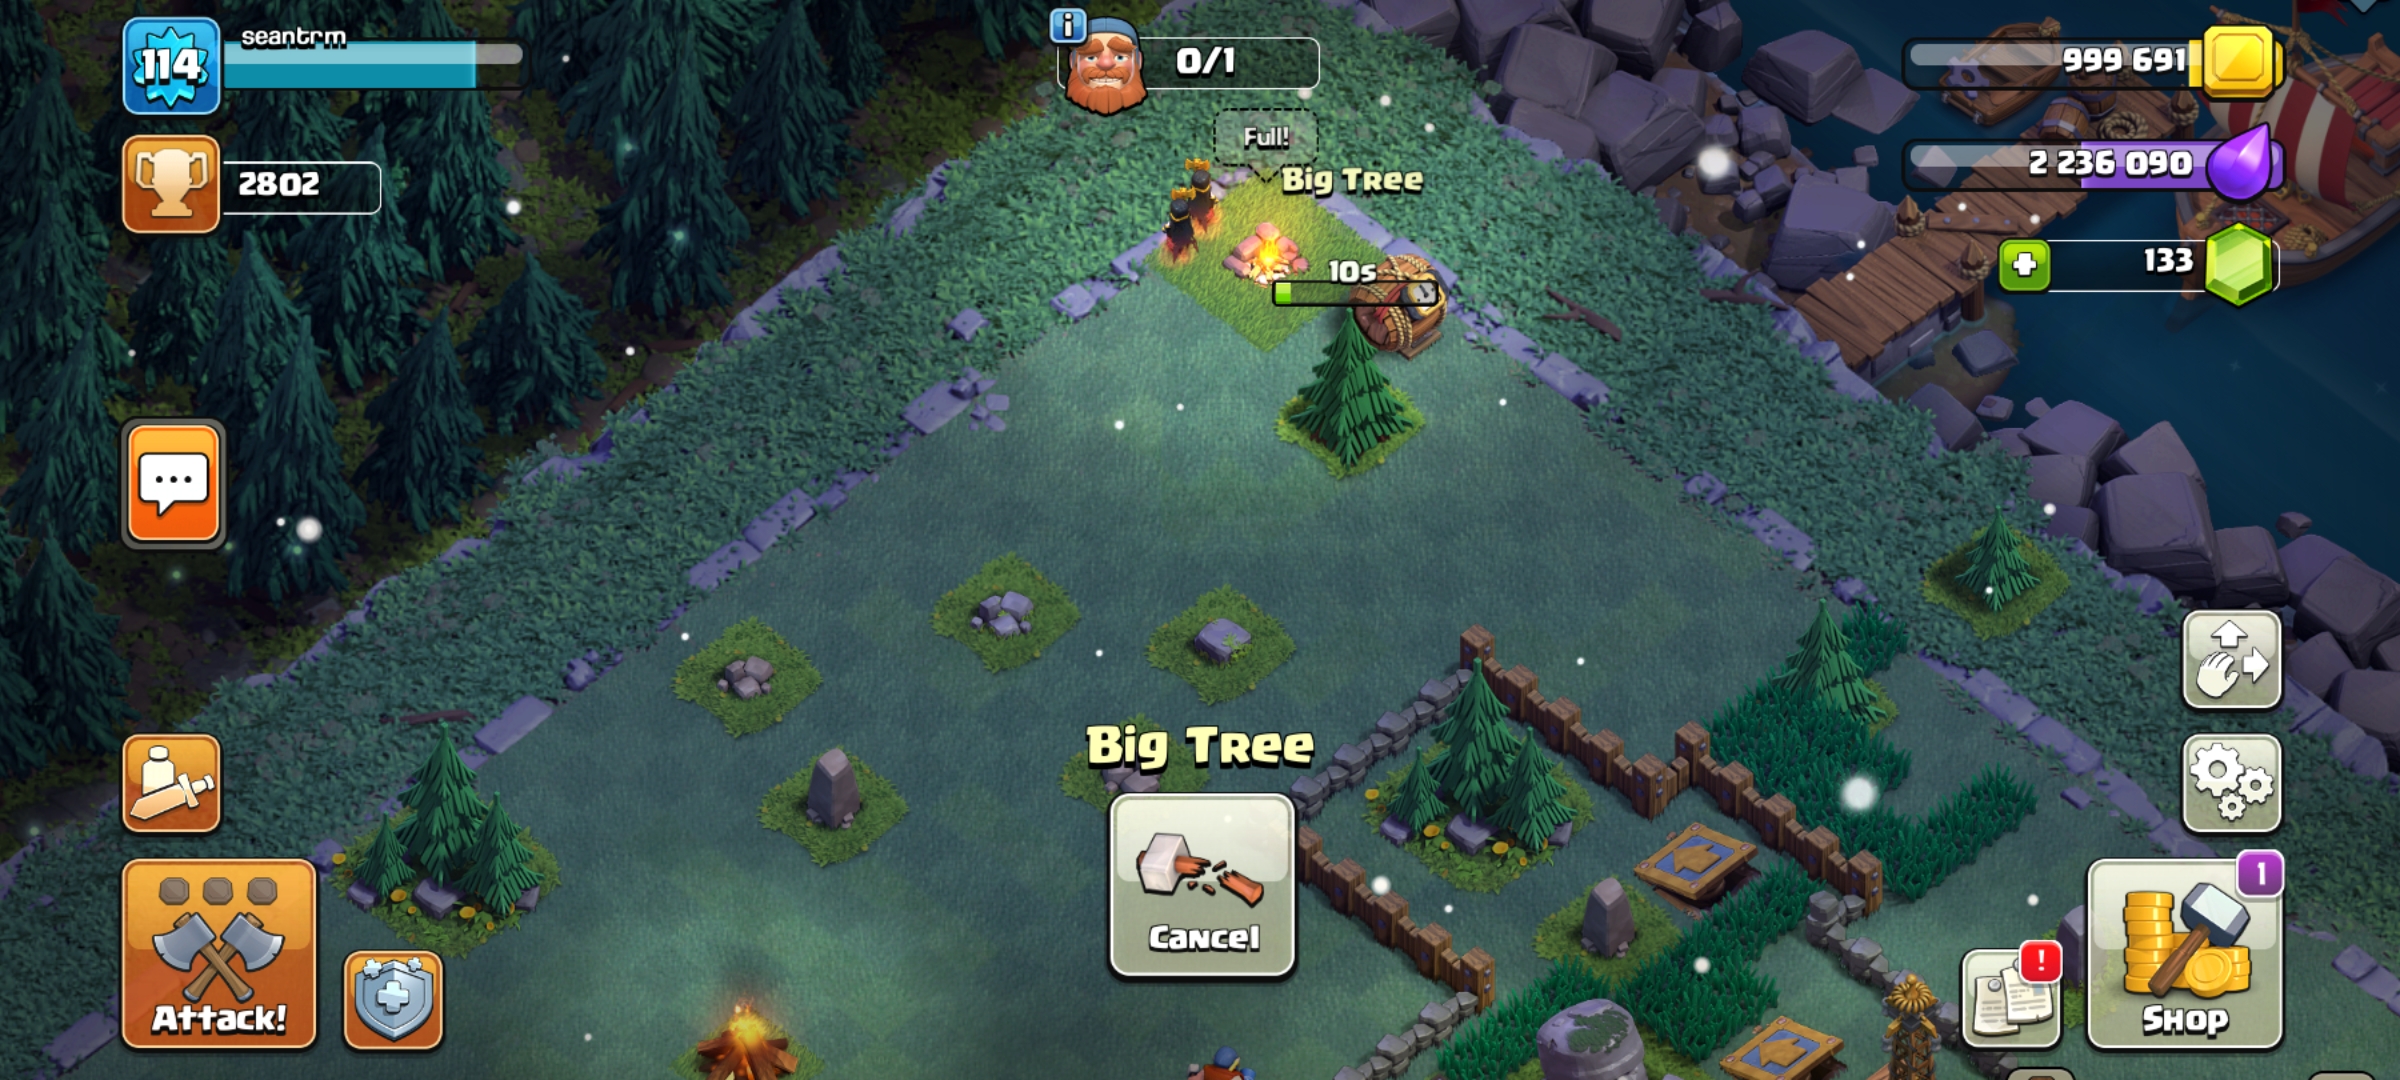 114
seantrm
i
0/1
999 691
Full!
2802
Big Tree
2 236 090
133
10s
Big Tree
Cancel
1
!
Attack!
Shop